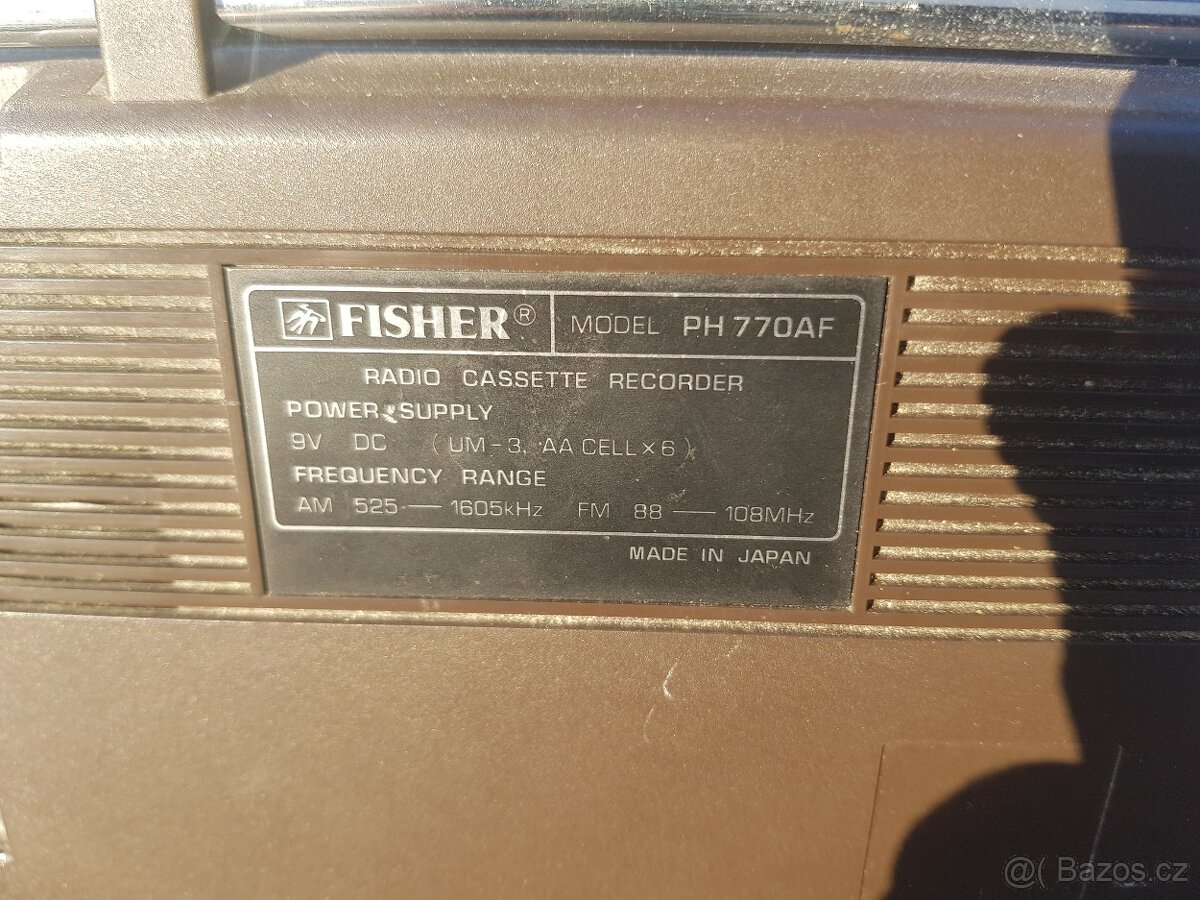 FISHER® MODEL PH 770AF
RADIO CASSETTE RECORDER
POWER SUPPLY
9V DC (UM-3, AA CELL×6)
FREQUENCY RANGE
AM 525 — 1605kHz FM 88 — 108MHz
MADE IN JAPAN
@( Bazos.cz